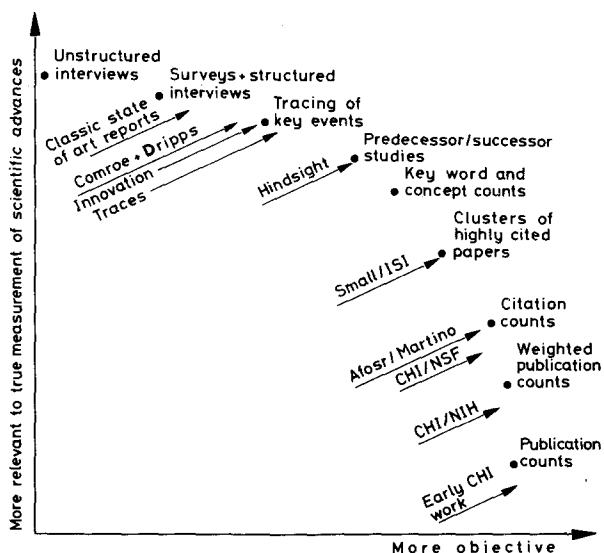 More relevant to true measurement of scientific advances
Unstructured
interviews
Surveys + structured
interviews
Classic state
of art reports
Tracing of
key events
Comroe + Dripps
Innovation
Traces
Predecessor/successor
studies
Hindsight
Key word and
concept counts
Clusters of
highly cited
papers
Small/ISI
Citation
counts
Afosr/Martino
CHI/NSF
Weighted
publication
counts
CHI/NIH
Publication
counts
Early CHI
work
More objective